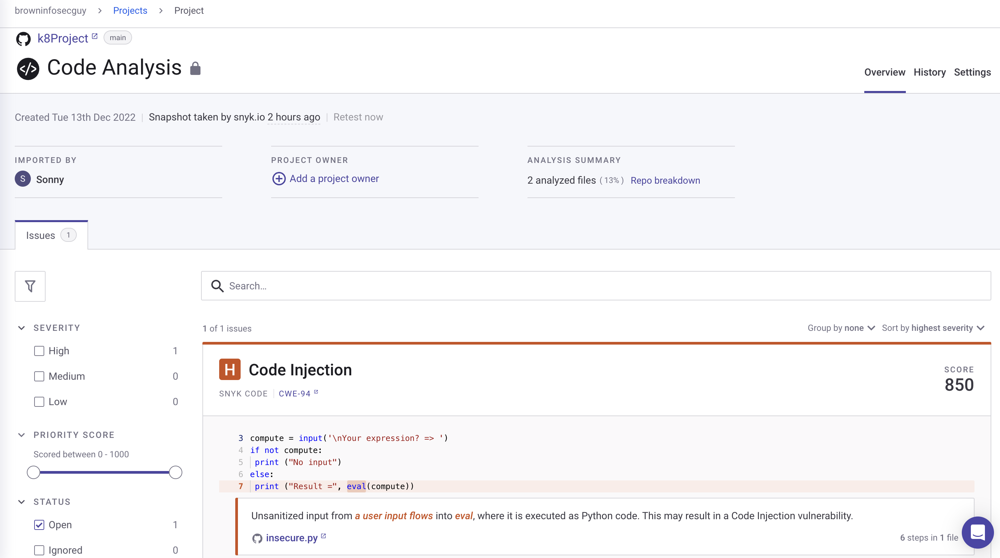 browninfosecguy > Projects > Project
k8Project main
</> Code Analysis
Overview History Settings
Created Tue 13th Dec 2022 | Snapshot taken by snyk.io 2 hours ago | Retest now
IMPORTED BY
S Sonny
PROJECT OWNER
Add a project owner
ANALYSIS SUMMARY
2 analyzed files (13%) Repo breakdown
Issues 1
Search...
SEVERITY
High 1
Medium 0
Low 0
PRIORITY SCORE
Scored between 0 - 1000
STATUS
Open 1
Ignored 0
1 of 1 issues
Group by none Sort by highest severity
H Code Injection
SCORE
850
SNYK CODE | CWE-94
3 compute = input('\nYour expression? => ')
4 if not compute:
5 print ("No input")
6 else:
7 print ("Result =", eval(compute))
Unsanitized input from a user input flows into eval, where it is executed as Python code. This may result in a Code Injection vulnerability.
insecure.py
6 steps in 1 file